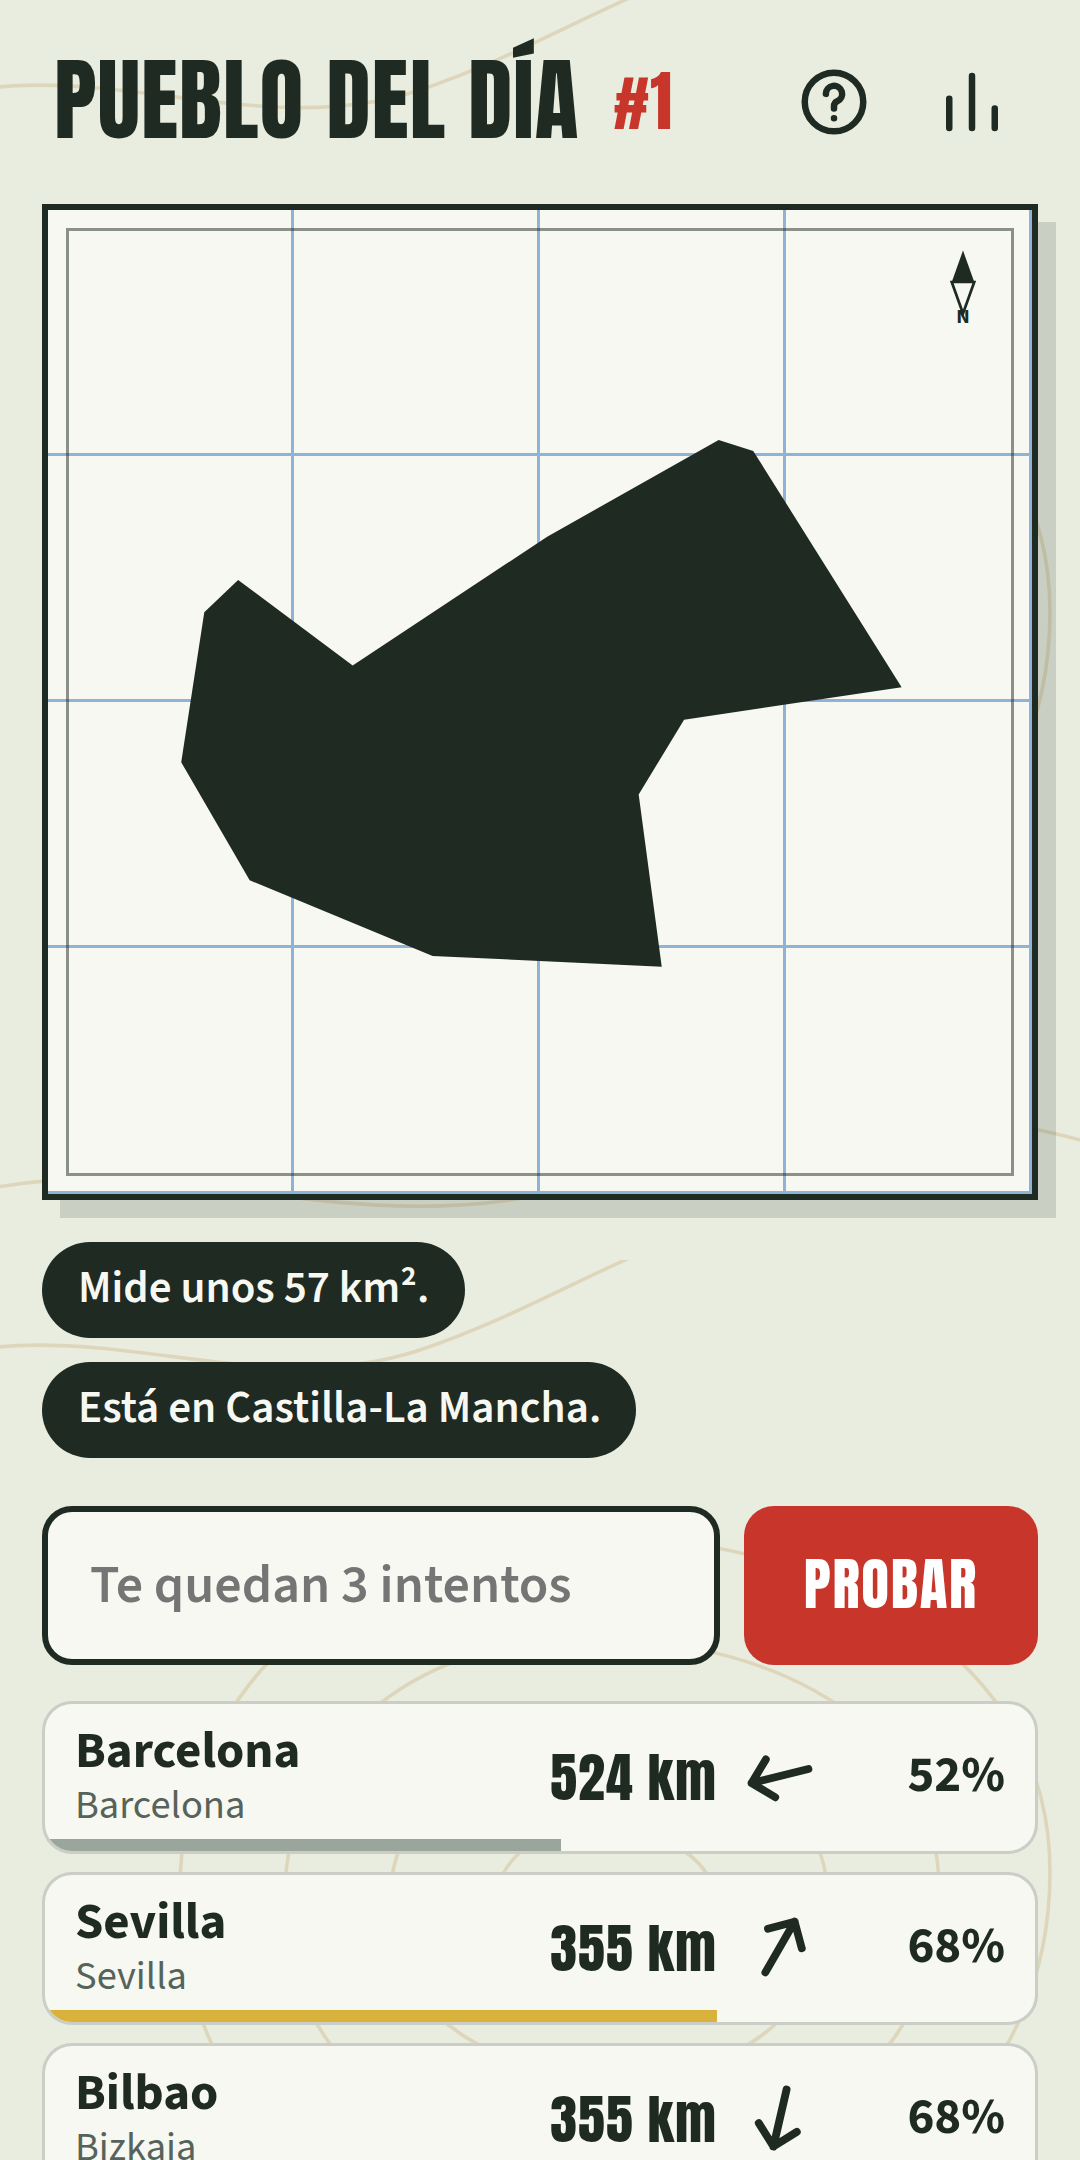 PUEBLO DEL DÍA #1
N
Mide unos 57 km².
Está en Castilla-La Mancha.
Te quedan 3 intentos
PROBAR
Barcelona
Barcelona
524 km
52%
Sevilla
Sevilla
355 km
68%
Bilbao
Bizkaia
355 km
68%